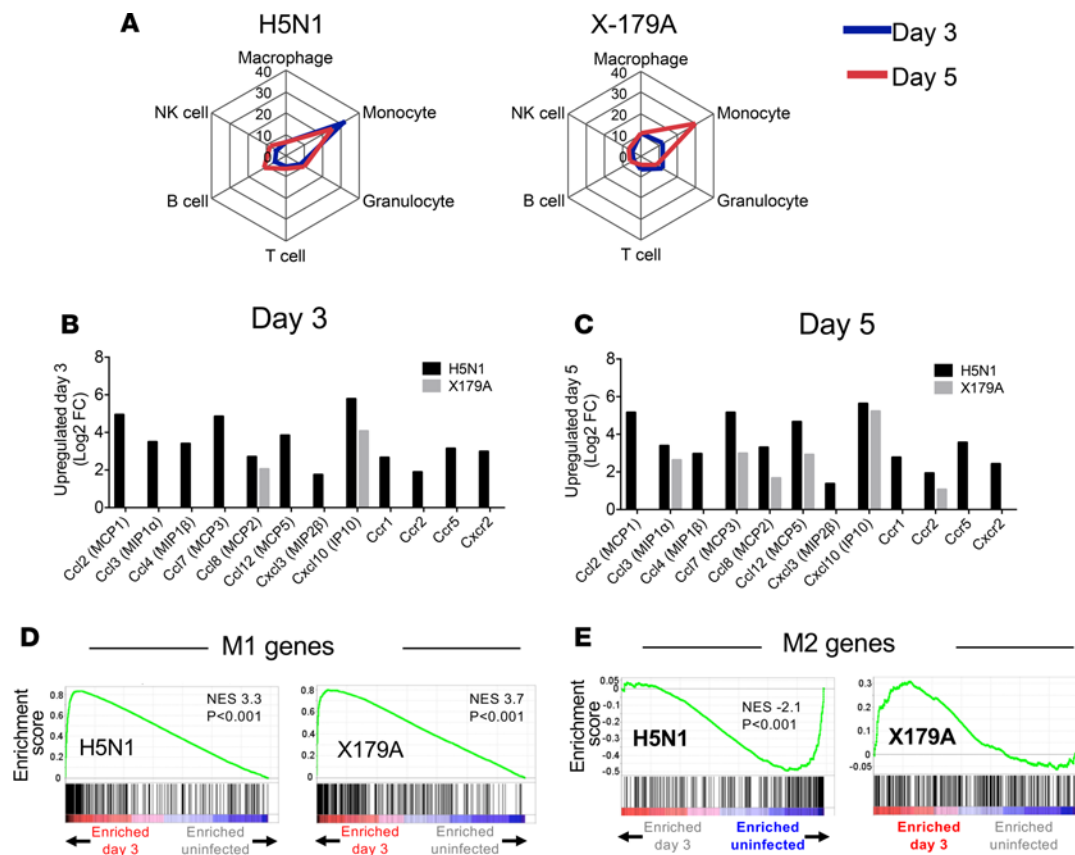 A
H5N1
X-179A
Day 3
Day 5
Macrophage
40
30
20
10
0
NK cell
Monocyte
B cell
Granulocyte
T cell
Macrophage
40
30
20
10
0
NK cell
Monocyte
B cell
Granulocyte
T cell
B
Day 3
Upregulated day 3
(Log2 FC)
8
6
4
2
0
H5N1
X179A
Ccl2 (MCP1)
Ccl3 (MIP1α)
Ccl4 (MIP1β)
Ccl7 (MCP3)
Ccl8 (MCP2)
Ccl12 (MCP5)
Cxcl3 (MIP2β)
Cxcl10 (IP10)
Ccr1
Ccr2
Ccr5
Cxcr2
C
Day 5
Upregulated day 5
(Log2 FC)
8
6
4
2
0
H5N1
X179A
Ccl2 (MCP1)
Ccl3 (MIP1α)
Ccl4 (MIP1β)
Ccl7 (MCP3)
Ccl8 (MCP2)
Ccl12 (MCP5)
Cxcl3 (MIP2β)
Cxcl10 (IP10)
Ccr1
Ccr2
Ccr5
Cxcr2
D
M1 genes
Enrichment
score
0.8
0.6
0.4
0.2
0
NES 3.3
P<0.001
H5N1
Enriched
day 3
Enriched
uninfected
0.8
0.6
0.4
0.2
0
NES 3.7
P<0.001
X179A
Enriched
day 3
Enriched
uninfected
E
M2 genes
Enrichment
score
0.05
0
-0.1
-0.2
-0.3
-0.4
-0.5
NES -2.1
P<0.001
H5N1
Enriched
day 3
Enriched
uninfected
0.3
0.2
0.1
0
-0.05
X179A
Enriched
day 3
Enriched
uninfected